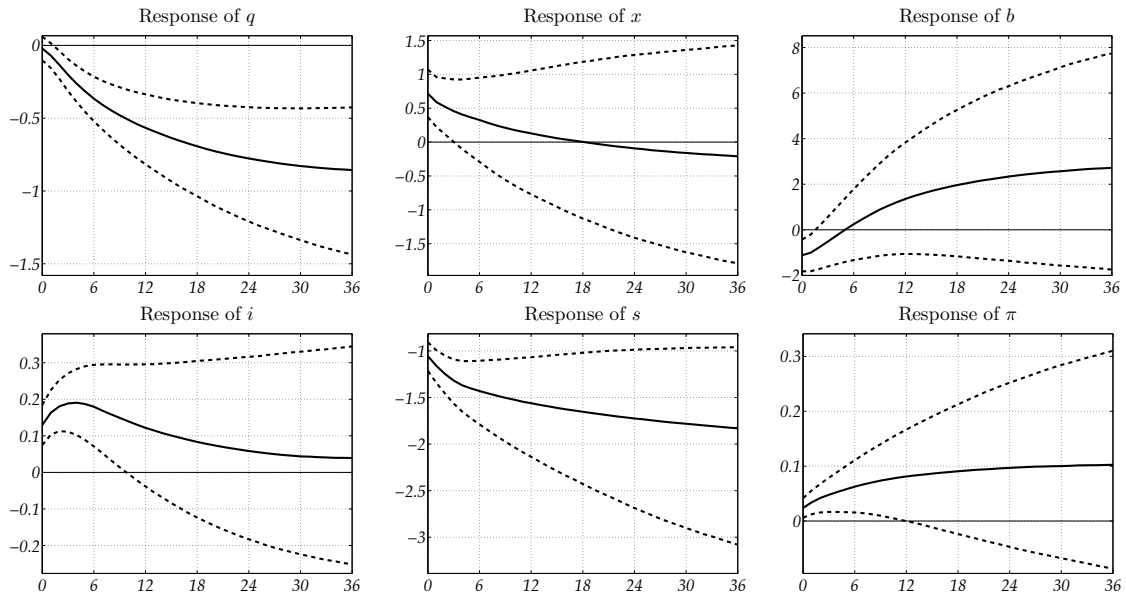 Response of q
Response of x
Response of b
0
−0.5
−1
−1.5
0 6 12 18 24 30 36
1.5
1
0.5
0
−0.5
−1
−1.5
0 6 12 18 24 30 36
8
6
4
2
0
−2
0 6 12 18 24 30 36
Response of i
Response of s
Response of π
0.3
0.2
0.1
0
−0.1
−0.2
0 6 12 18 24 30 36
−1
−1.5
−2
−2.5
−3
0 6 12 18 24 30 36
0.3
0.2
0.1
0
0 6 12 18 24 30 36